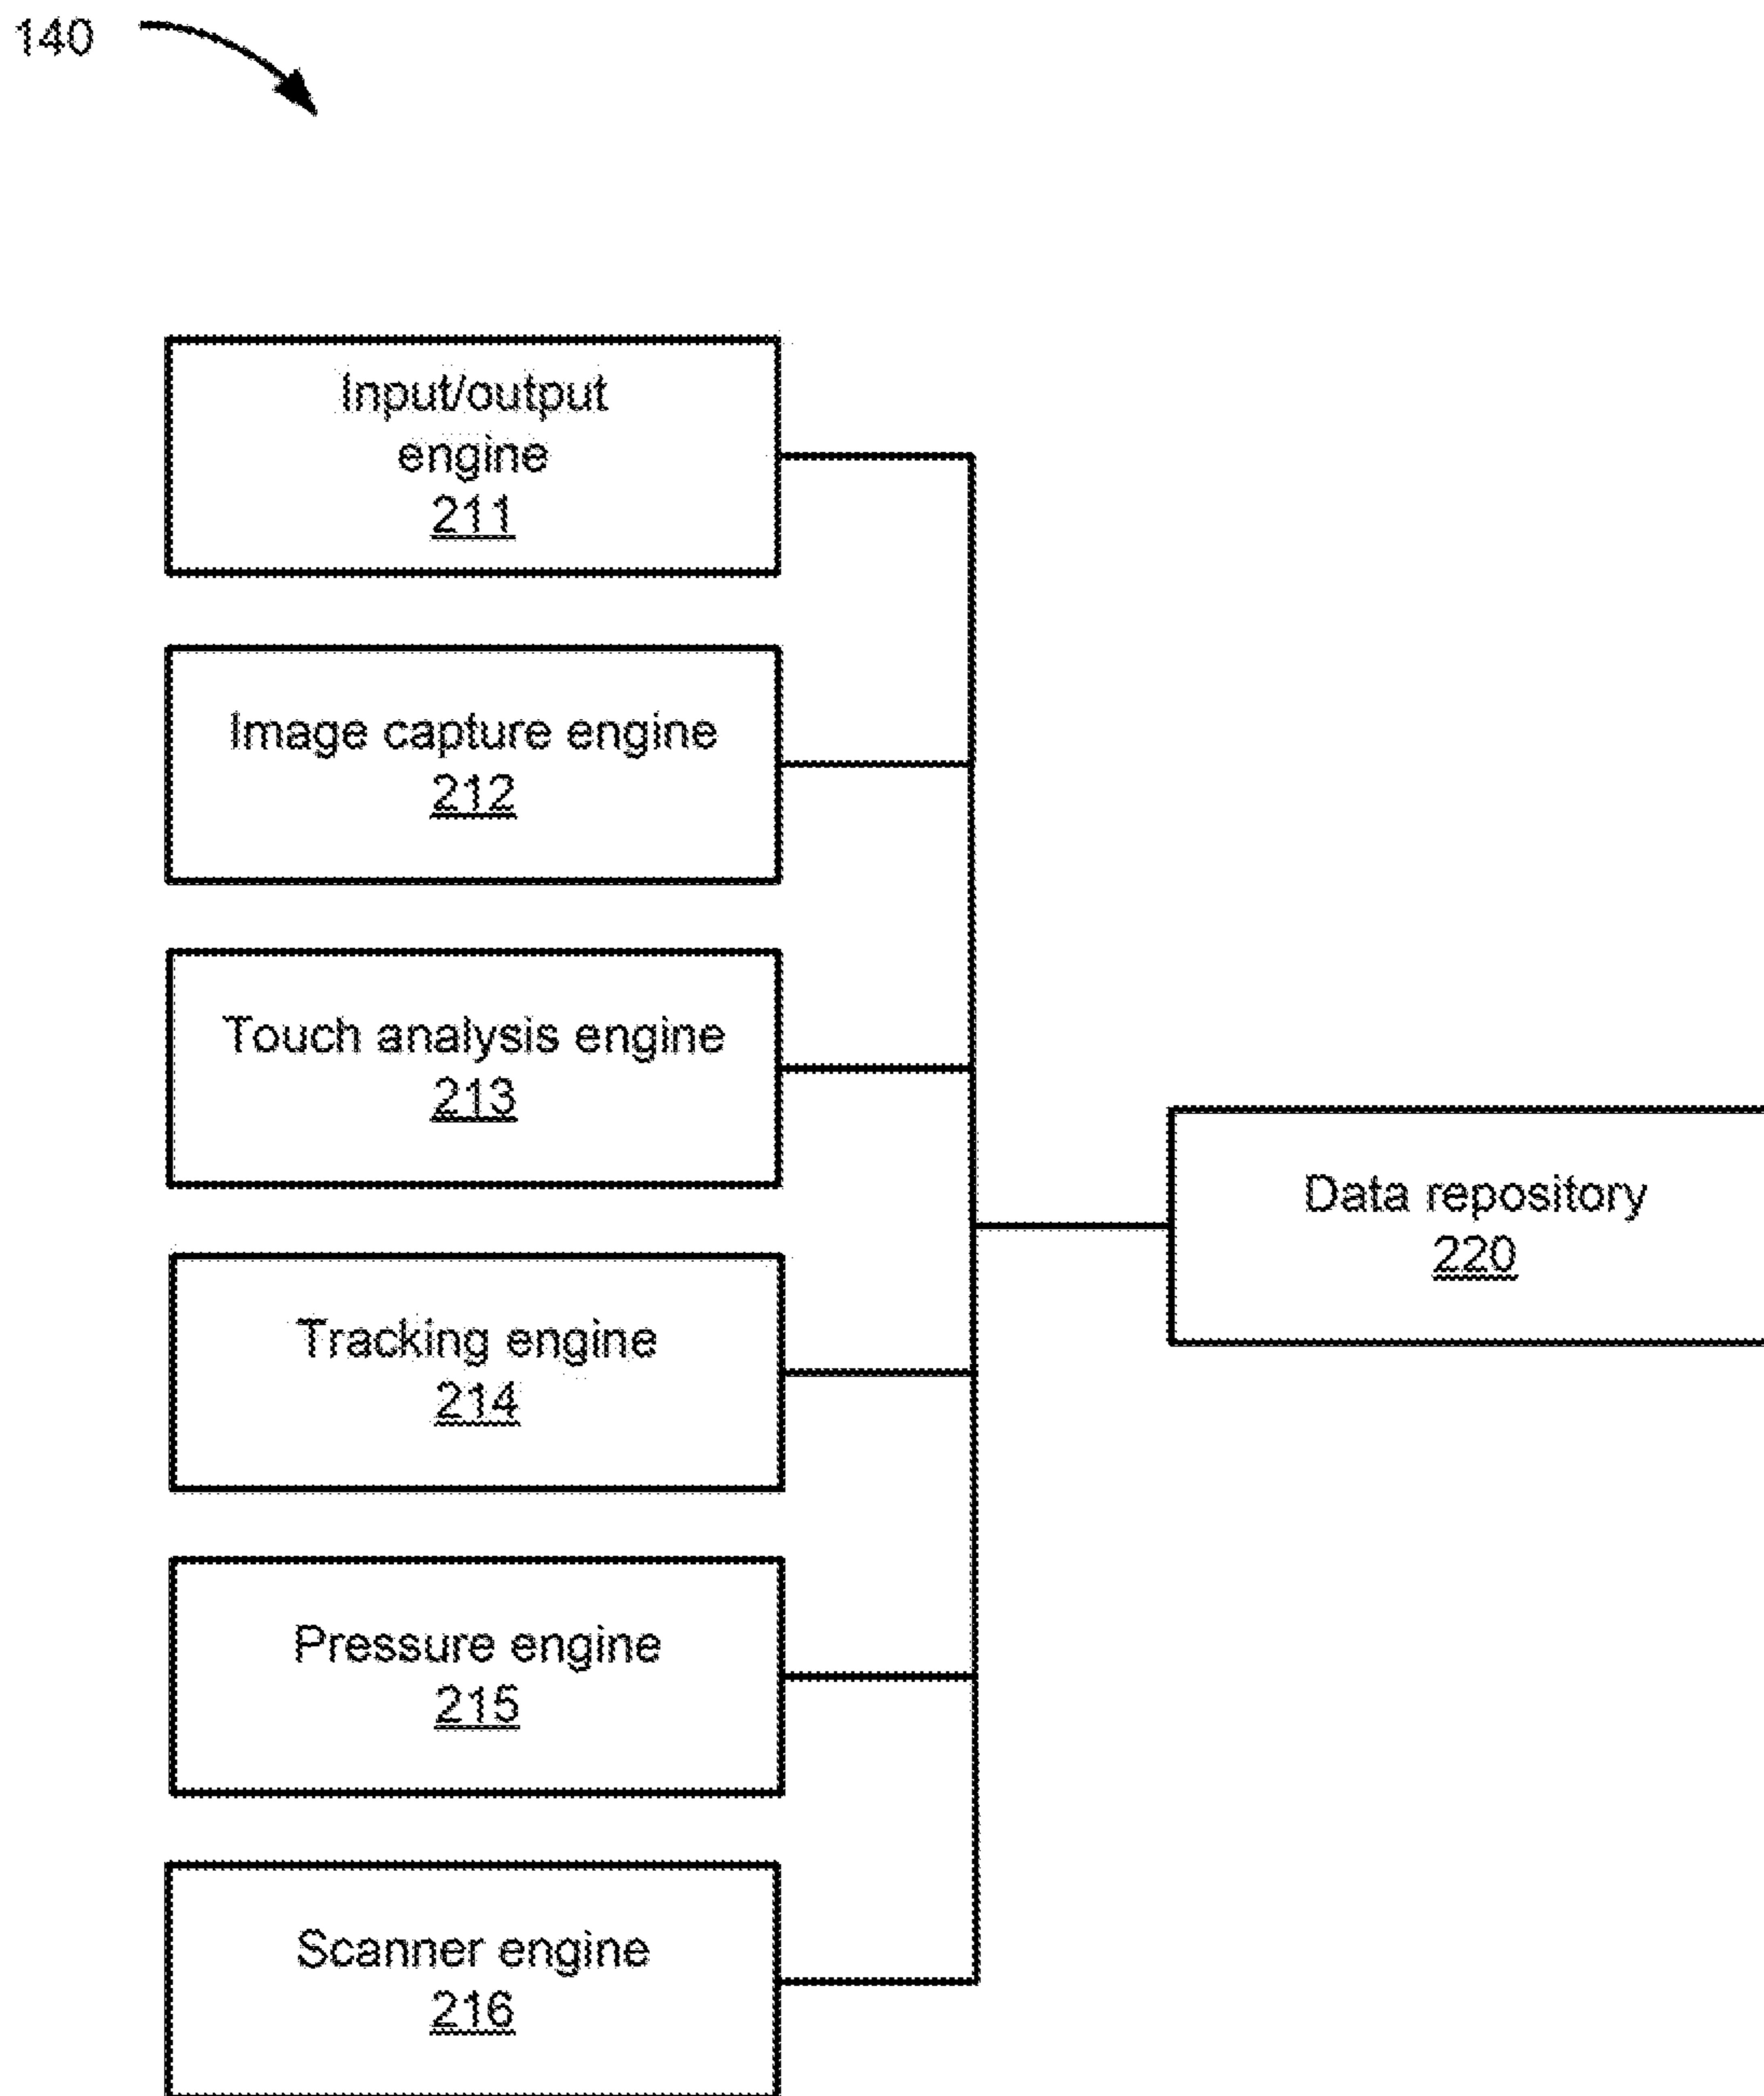 140
Input/output
engine
211
Image capture engine
212
Touch analysis engine
213
Data repository
220
Tracking engine
214
Pressure engine
215
Scanner engine
216